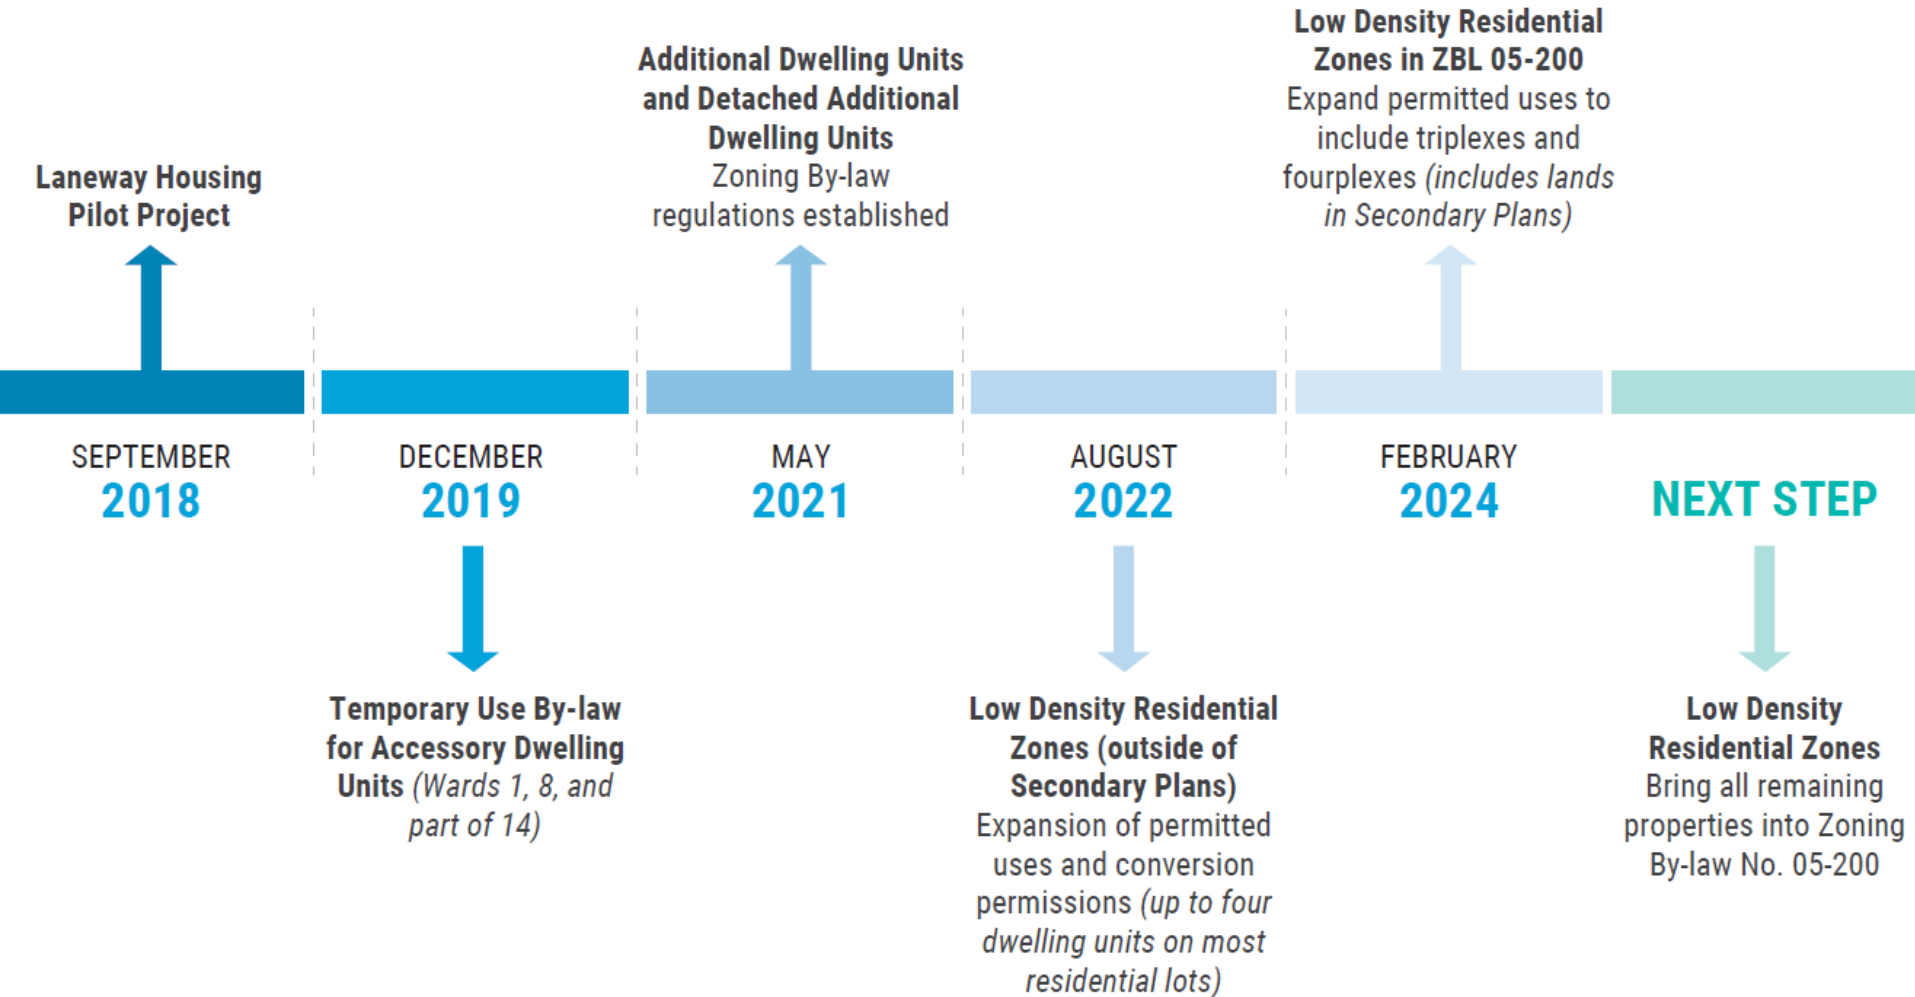 Laneway Housing
Pilot Project
SEPTEMBER
2018
DECEMBER
2019
Temporary Use By-law
for Accessory Dwelling
Units (Wards 1, 8, and
part of 14)
Additional Dwelling Units
and Detached Additional
Dwelling Units
Zoning By-law
regulations established
MAY
2021
AUGUST
2022
Low Density Residential
Zones (outside of
Secondary Plans)
Expansion of permitted
uses and conversion
permissions (up to four
dwelling units on most
residential lots)
Low Density Residential
Zones in ZBL 05-200
Expand permitted uses to
include triplexes and
fourplexes (includes lands
in Secondary Plans)
FEBRUARY
2024
NEXT STEP
Low Density
Residential Zones
Bring all remaining
properties into Zoning
By-law No. 05-200